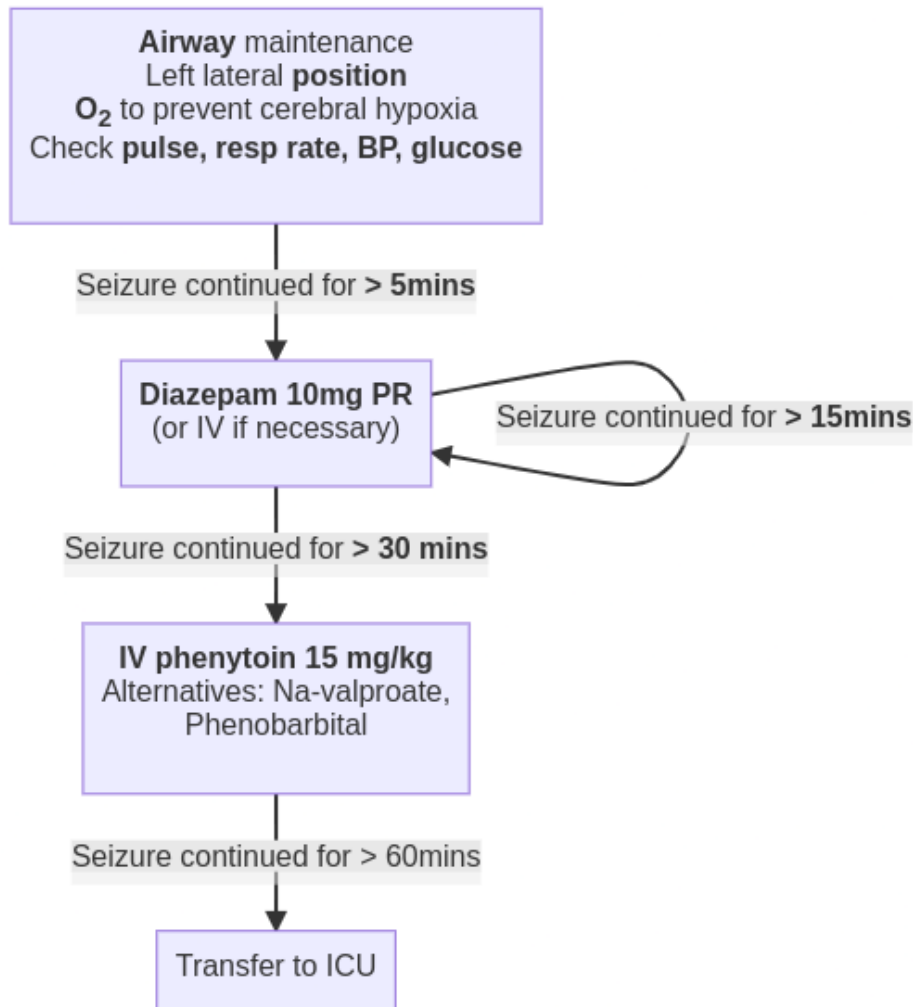 Airway maintenance
Left lateral position
O₂ to prevent cerebral hypoxia
Check pulse, resp rate, BP, glucose
Seizure continued for > 5mins
Diazepam 10mg PR
(or IV if necessary)
Seizure continued for > 15mins
Seizure continued for > 30 mins
IV phenytoin 15 mg/kg
Alternatives: Na-valproate,
Phenobarbital
Seizure continued for > 60mins
Transfer to ICU